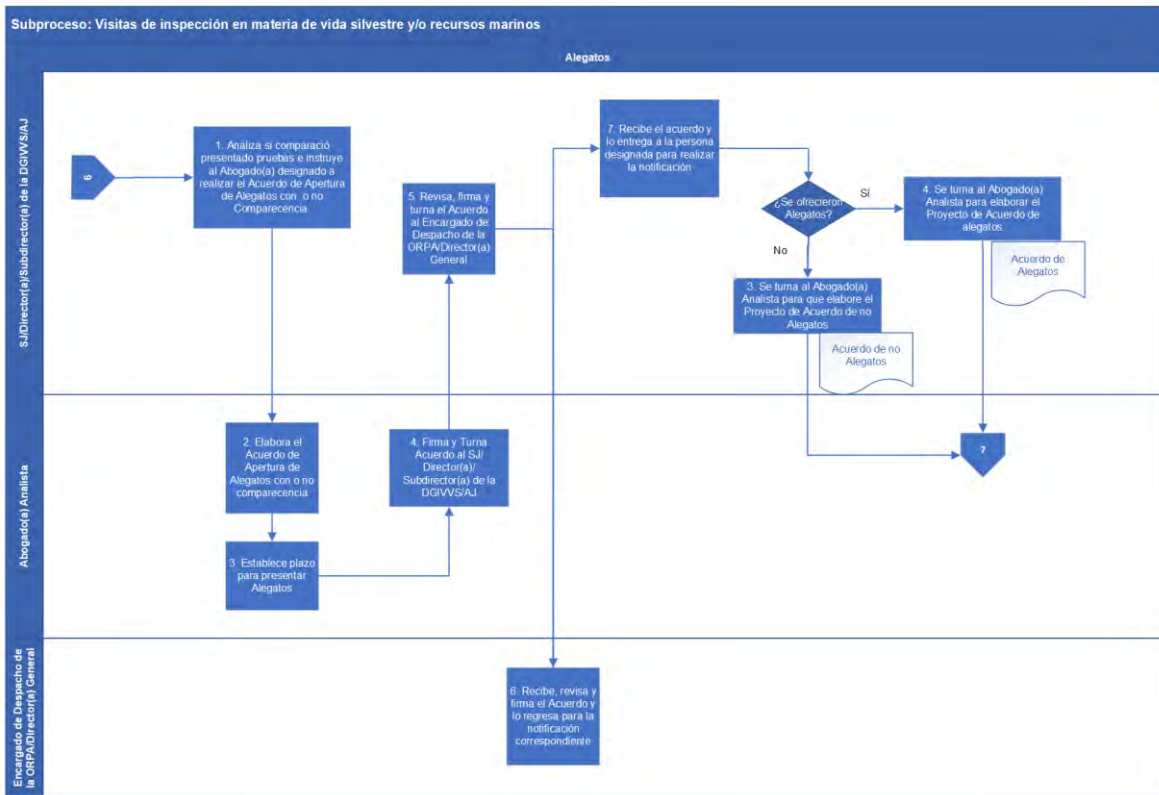 Subproceso: Visitas de inspección en materia de vida silvestre y/o recursos marinos
Alegatos
SJ/Director(a)/Subdirector(a) de la DGIVVS/AJ
6
1. Analiza si comparació
presentado pruebas e instruye
al Abogado(a) designado a
realizar el Acuerdo de Apertura
de Alegatos con o no
Comparecencia
5. Revisa, firma y
turna el Acuerdo al
Encargado de
Despacho de la
ORPA/Director(a)
General
7. Recibe el acuerdo y
lo entrega a la persona
designada para realizar
la notificación
¿Se ofrecieron
Alegatos?
Sí
No
4. Se turna al Abogado(a)
Analista para elaborar el
Proyecto de Acuerdo de
alegatos
Acuerdo de
Alegatos
3. Se turna al Abogado(a)
Analista para que elabore el
Proyecto de Acuerdo de no
Alegatos
Acuerdo de no
Alegatos
Abogado(a) Analista
2. Elabora el
Acuerdo de
Apertura de
Alegatos con o no
comparecencia
3. Establece plazo
para presentar
Alegatos
4. Firma y Turna
Acuerdo al SJ/
Director(a)/
Subdirector(a) de la
DGIVVS/AJ
7
Encargado de Despacho de
la ORPA/Director(a) General
6. Recibe, revisa y
firma el Acuerdo y
lo regresa para la
notificación
correspondiente